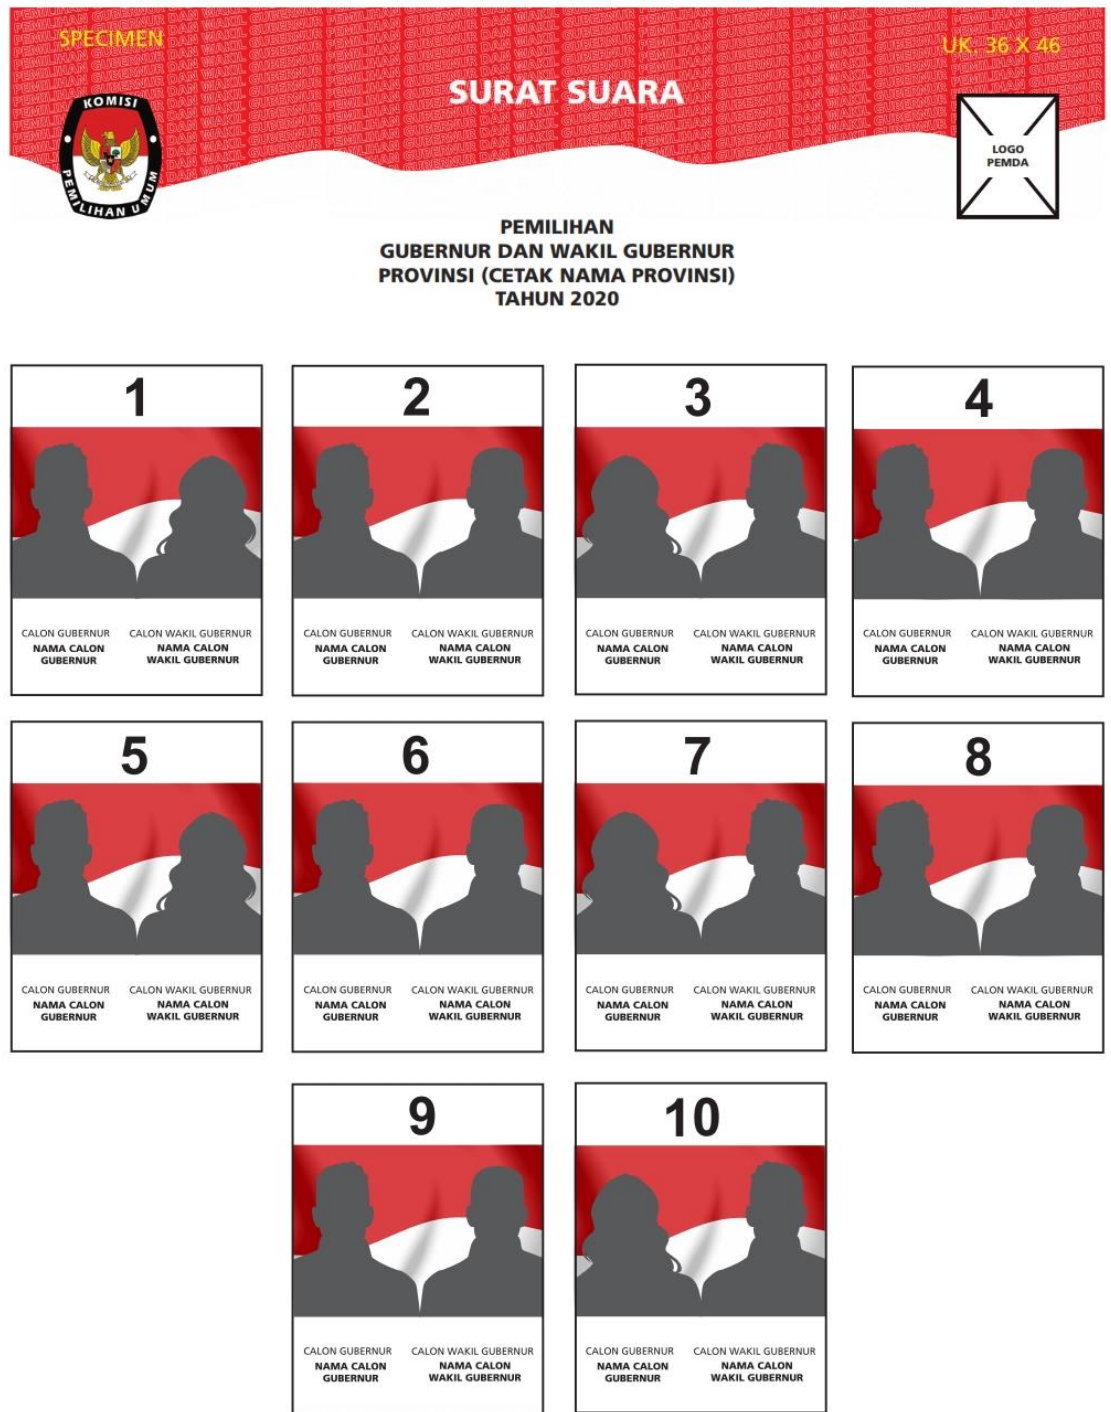 SPECIMEN
UK. 36 X 46
SURAT SUARA
KOMISI
PEMILIHAN UMUM
LOGO
PEMDA
PEMILIHAN
GUBERNUR DAN WAKIL GUBERNUR
PROVINSI (CETAK NAMA PROVINSI)
TAHUN 2020
1
CALON GUBERNUR
NAMA CALON
GUBERNUR
CALON WAKIL GUBERNUR
NAMA CALON
WAKIL GUBERNUR
2
CALON GUBERNUR
NAMA CALON
GUBERNUR
CALON WAKIL GUBERNUR
NAMA CALON
WAKIL GUBERNUR
3
CALON GUBERNUR
NAMA CALON
GUBERNUR
CALON WAKIL GUBERNUR
NAMA CALON
WAKIL GUBERNUR
4
CALON GUBERNUR
NAMA CALON
GUBERNUR
CALON WAKIL GUBERNUR
NAMA CALON
WAKIL GUBERNUR
5
CALON GUBERNUR
NAMA CALON
GUBERNUR
CALON WAKIL GUBERNUR
NAMA CALON
WAKIL GUBERNUR
6
CALON GUBERNUR
NAMA CALON
GUBERNUR
CALON WAKIL GUBERNUR
NAMA CALON
WAKIL GUBERNUR
7
CALON GUBERNUR
NAMA CALON
GUBERNUR
CALON WAKIL GUBERNUR
NAMA CALON
WAKIL GUBERNUR
8
CALON GUBERNUR
NAMA CALON
GUBERNUR
CALON WAKIL GUBERNUR
NAMA CALON
WAKIL GUBERNUR
9
CALON GUBERNUR
NAMA CALON
GUBERNUR
CALON WAKIL GUBERNUR
NAMA CALON
WAKIL GUBERNUR
10
CALON GUBERNUR
NAMA CALON
GUBERNUR
CALON WAKIL GUBERNUR
NAMA CALON
WAKIL GUBERNUR